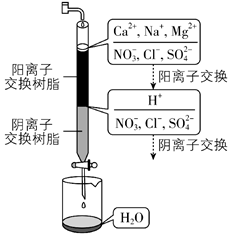 阳离子
交换树脂
阴离子
交换树脂
Ca²⁺, Na⁺, Mg²⁺
NO₃⁻, Cl⁻, SO₄²⁻
阳离子交换
H⁺
NO₃⁻, Cl⁻, SO₄²⁻
阴离子交换
H₂O